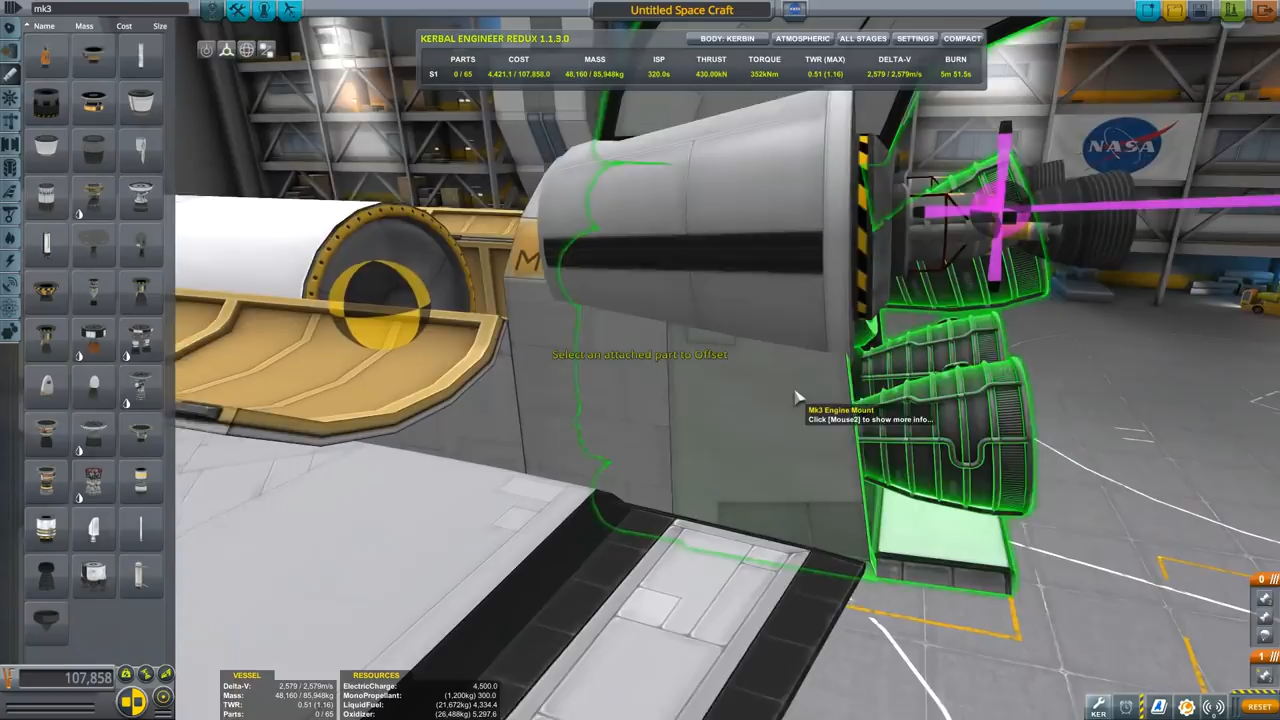 mk3
Untitled Space Craft
Name Mass Cost Size
KERBAL ENGINEER REDUX 1.1.3.0
BODY: KERBIN
ATMOSPHERIC
ALL STAGES
SETTINGS
COMPACT
PARTS COST MASS ISP THRUST TORQUE TWR (MAX) DELTA-V BURN
S1 0 / 65 4,421.1 / 107,858.0 48,160 / 85,948kg 320.0s 430.00kN 352kNm 0.51 (1.16) 2,579 / 2,579m/s 5m 51.5s
NASA
M
Select an attached part to Offset
Mk3 Engine Mount
Click [Mouse2] to show more info...
0
1
107,858
VESSEL
Delta-V: 2,579 / 2,579m/s
Mass: 48,160 / 85,948kg
TWR: 0.51 (1.16)
Parts: 0 / 65
RESOURCES
ElectricCharge: 4,500.0
MonoPropellant: (1,200kg) 300.0
LiquidFuel: (21,672kg) 4,334.4
Oxidizer: (26,488kg) 5,297.6
KER
RESET